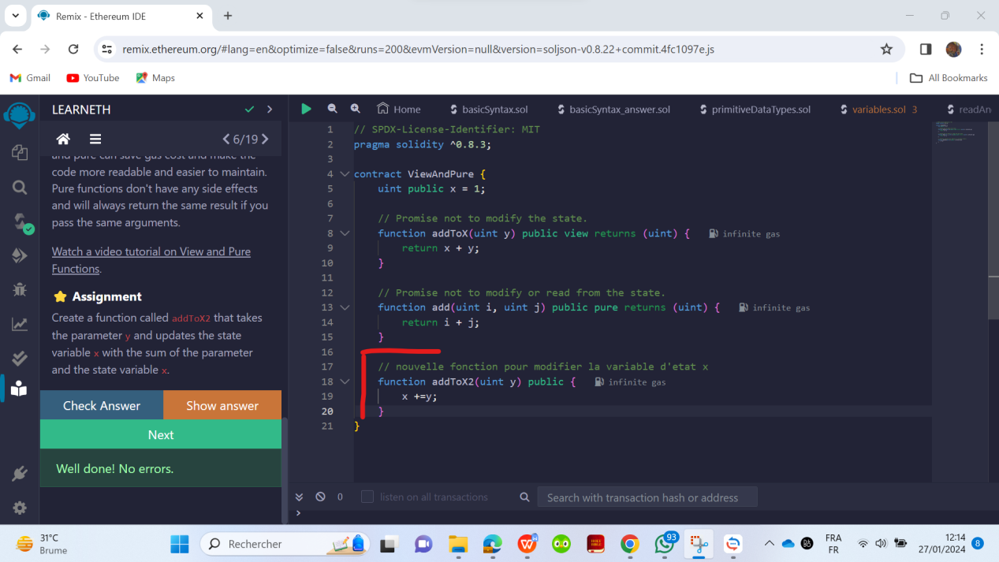 Remix - Ethereum IDE
remix.ethereum.org/#lang=en&optimize=false&runs=200&evmVersion=null&version=soljson-v0.8.22+commit.4fc1097e.js
Gmail YouTube Maps All Bookmarks
LEARNETH
6/19
and pure can save gas cost and make the
code more readable and easier to maintain.
Pure functions don't have any side effects
and will always return the same result if you
pass the same arguments.
Watch a video tutorial on View and Pure
Functions.
Assignment
Create a function called addToX2 that takes
the parameter y and updates the state
variable x with the sum of the parameter
and the state variable x.
Check Answer Show answer
Next
Well done! No errors.
Home basicSyntax.sol basicSyntax_answer.sol primitiveDataTypes.sol variables.sol 3 readAn
1 // SPDX-License-Identifier: MIT
2 pragma solidity ^0.8.3;
3
4 contract ViewAndPure {
5 uint public x = 1;
6
7 // Promise not to modify the state.
8 function addToX(uint y) public view returns (uint) { infinite gas
9 return x + y;
10 }
11
12 // Promise not to modify or read from the state.
13 function add(uint i, uint j) public pure returns (uint) { infinite gas
14 return i + j;
15 }
16
17 // nouvelle fonction pour modifier la variable d'etat x
18 function addToX2(uint y) public { infinite gas
19 x +=y;
20 }
21 }
0 listen on all transactions Search with transaction hash or address
>
31°C
Brume
Rechercher
93
FRA
FR
12:14
27/01/2024
8